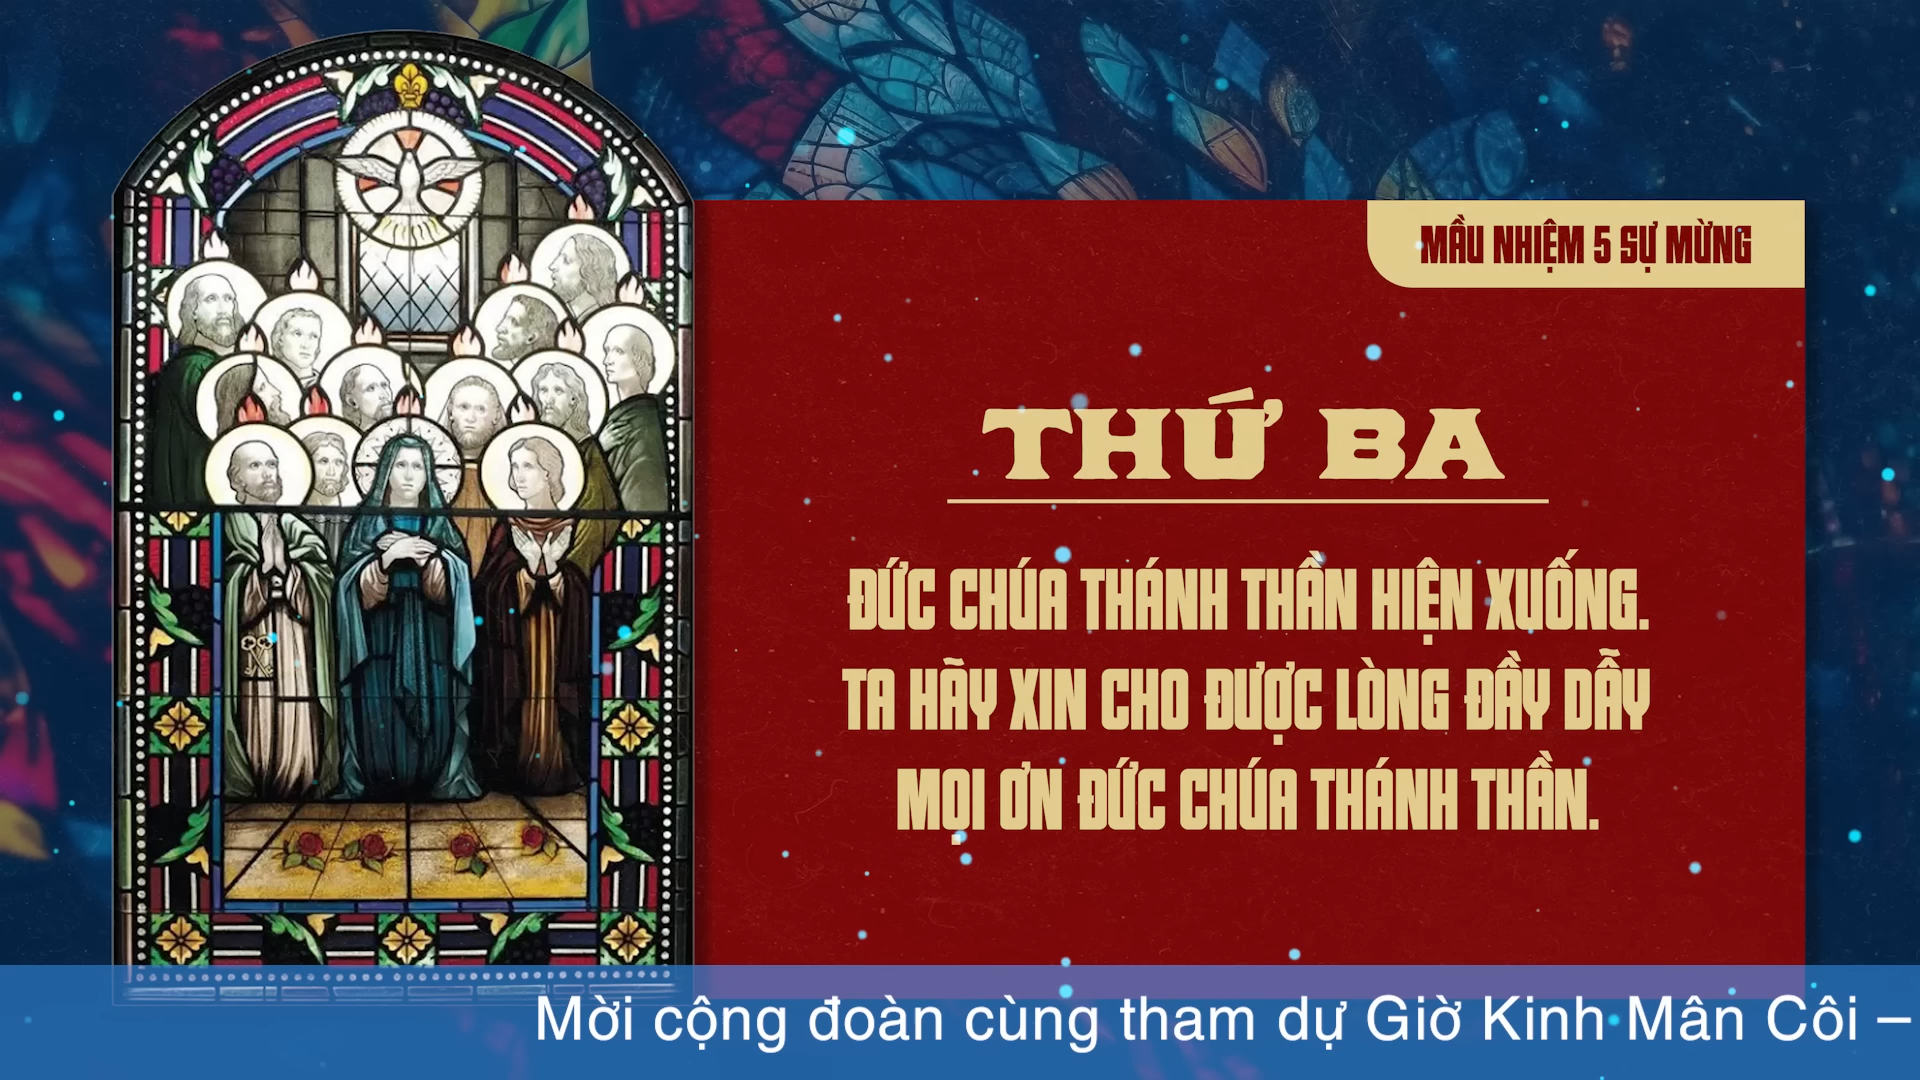 MẦU NHIỆM 5 SỰ MỪNG
THỨ BA
ĐỨC CHÚA THÁNH THẦN HIỆN XUỐNG.
TA HÃY XIN CHO ĐƯỢC LÒNG ĐẦY DẪY
MỌI ƠN ĐỨC CHÚA THÁNH THẦN.
Mời cộng đoàn cùng tham dự Giờ Kinh Mân Côi –